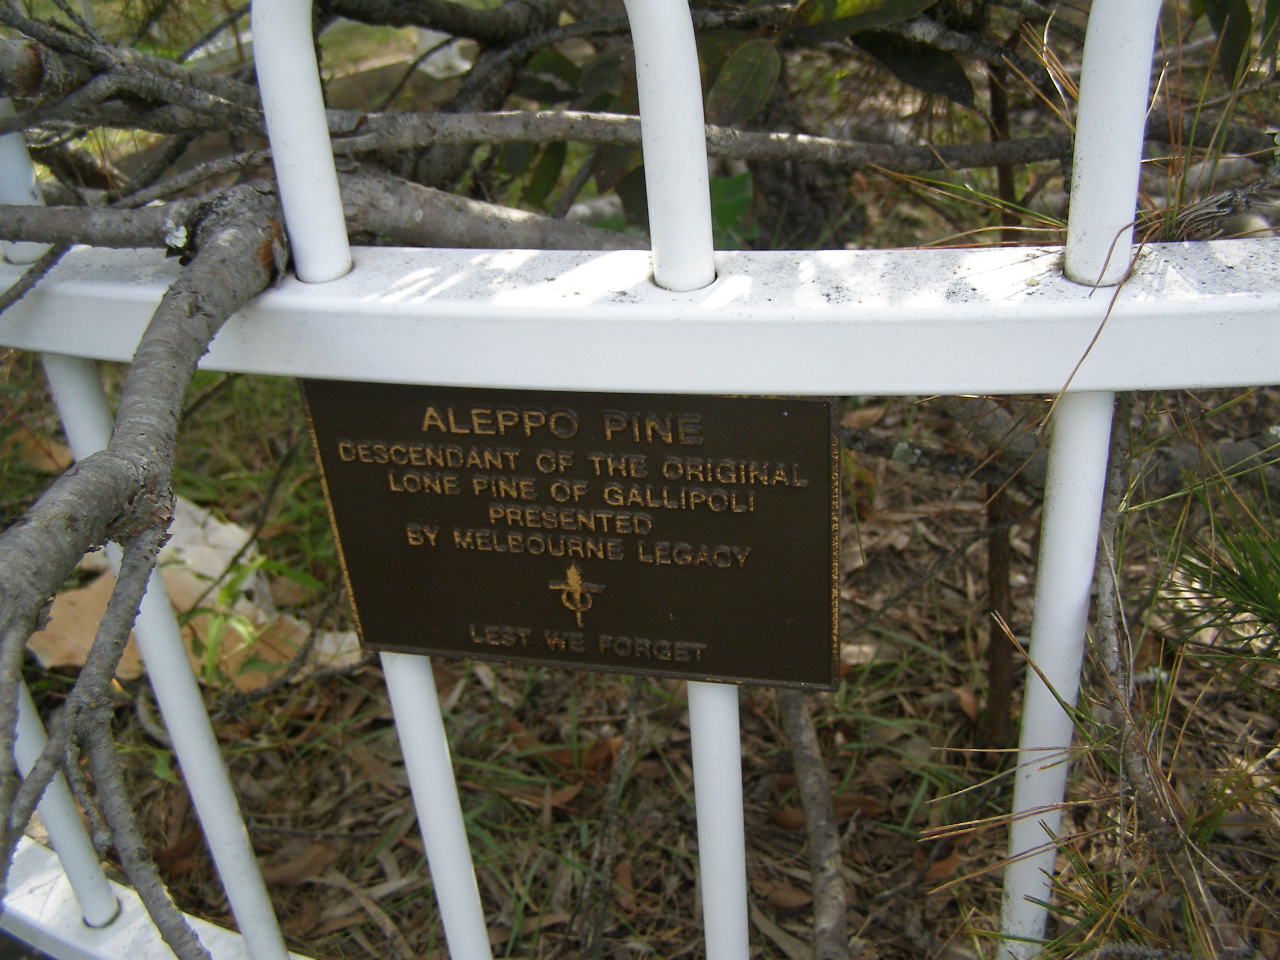 ALEPPO PINE
DESCENDANT OF THE ORIGINAL
LONE PINE OF GALLIPOLI
PRESENTED
BY MELBOURNE LEGACY
LEST WE FORGET